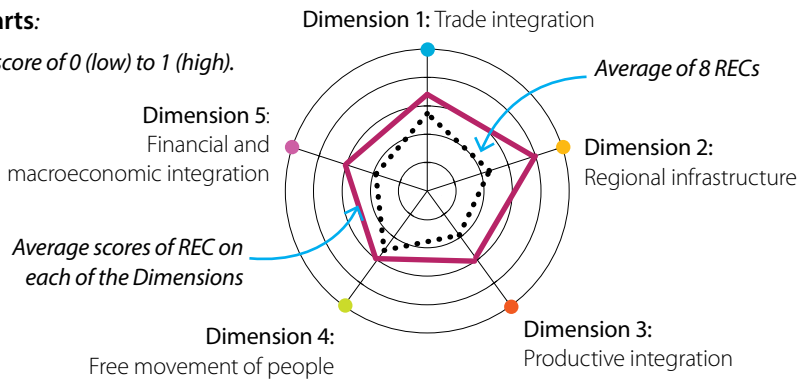 Dimension 1: Trade integration
score of 0 (low) to 1 (high).
Average of 8 RECs
Dimension 5:
Financial and
macroeconomic integration
Dimension 2:
Regional infrastructure
Average scores of REC on
each of the Dimensions
Dimension 3:
Productive integration
Dimension 4:
Free movement of people